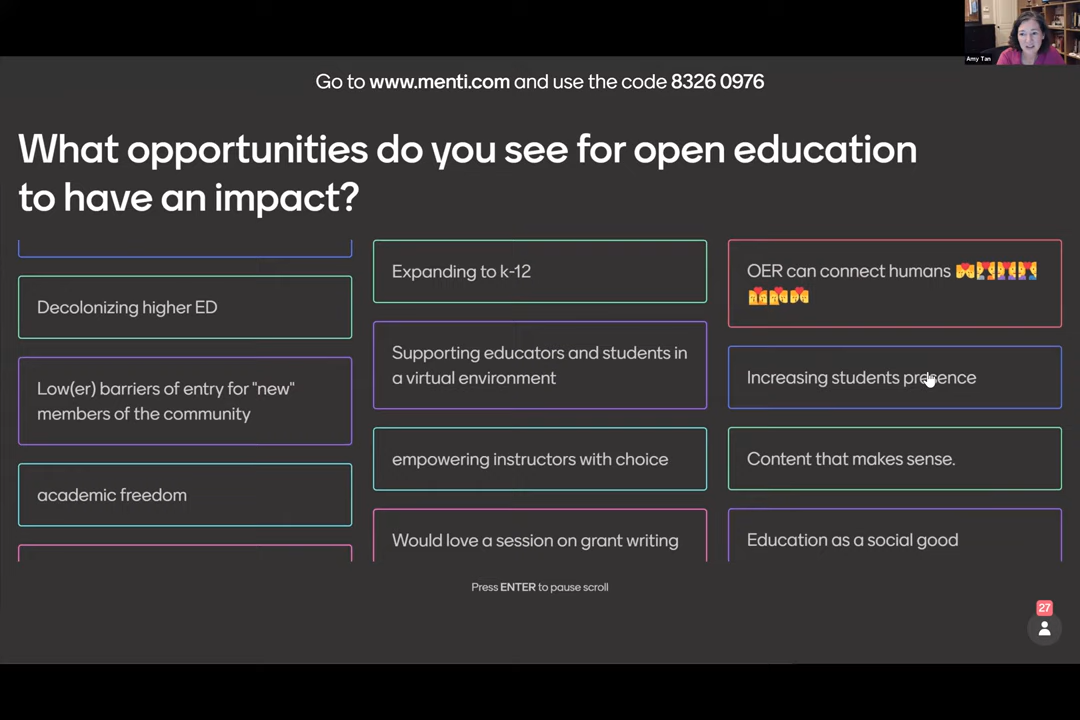 Amy Tan
Go to www.menti.com and use the code 8326 0976
What opportunities do you see for open education
to have an impact?
Decolonizing higher ED
Low(er) barriers of entry for "new"
members of the community
academic freedom
Expanding to k-12
Supporting educators and students in
a virtual environment
empowering instructors with choice
Would love a session on grant writing
OER can connect humans
Increasing students presence
Content that makes sense.
Education as a social good
Press ENTER to pause scroll
27